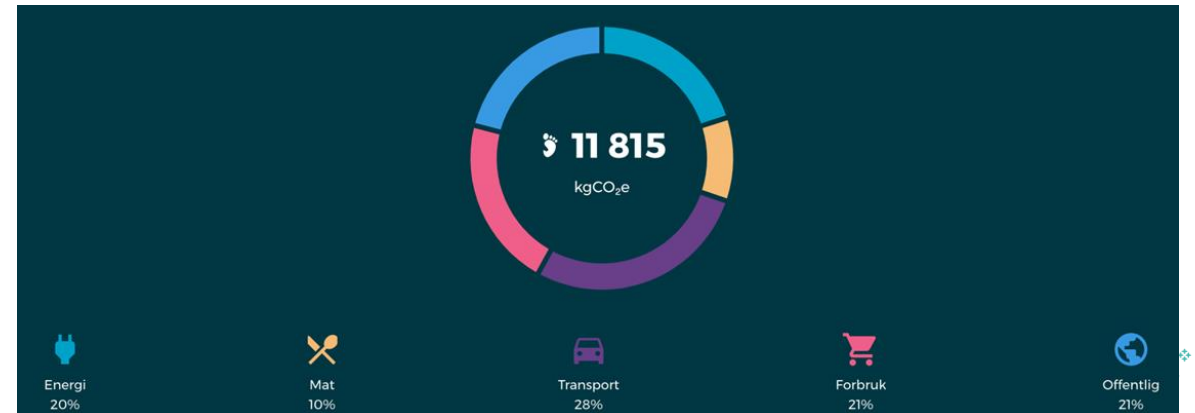 11 815
kgCO₂e
Energi
20%
Mat
10%
Transport
28%
Forbruk
21%
Offentlig
21%